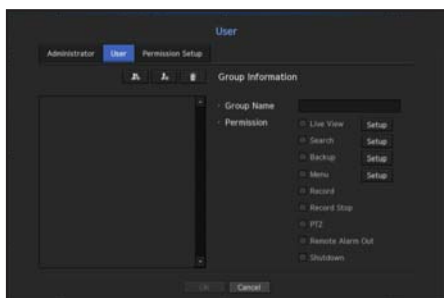 User
Administrator User Permission Setup
Group Information
· Group Name
· Permission
Live View Setup
Search Setup
Backup Setup
Menu Setup
Record
Record Stop
PTZ
Remote Alarm Out
Shutdown
OK Cancel